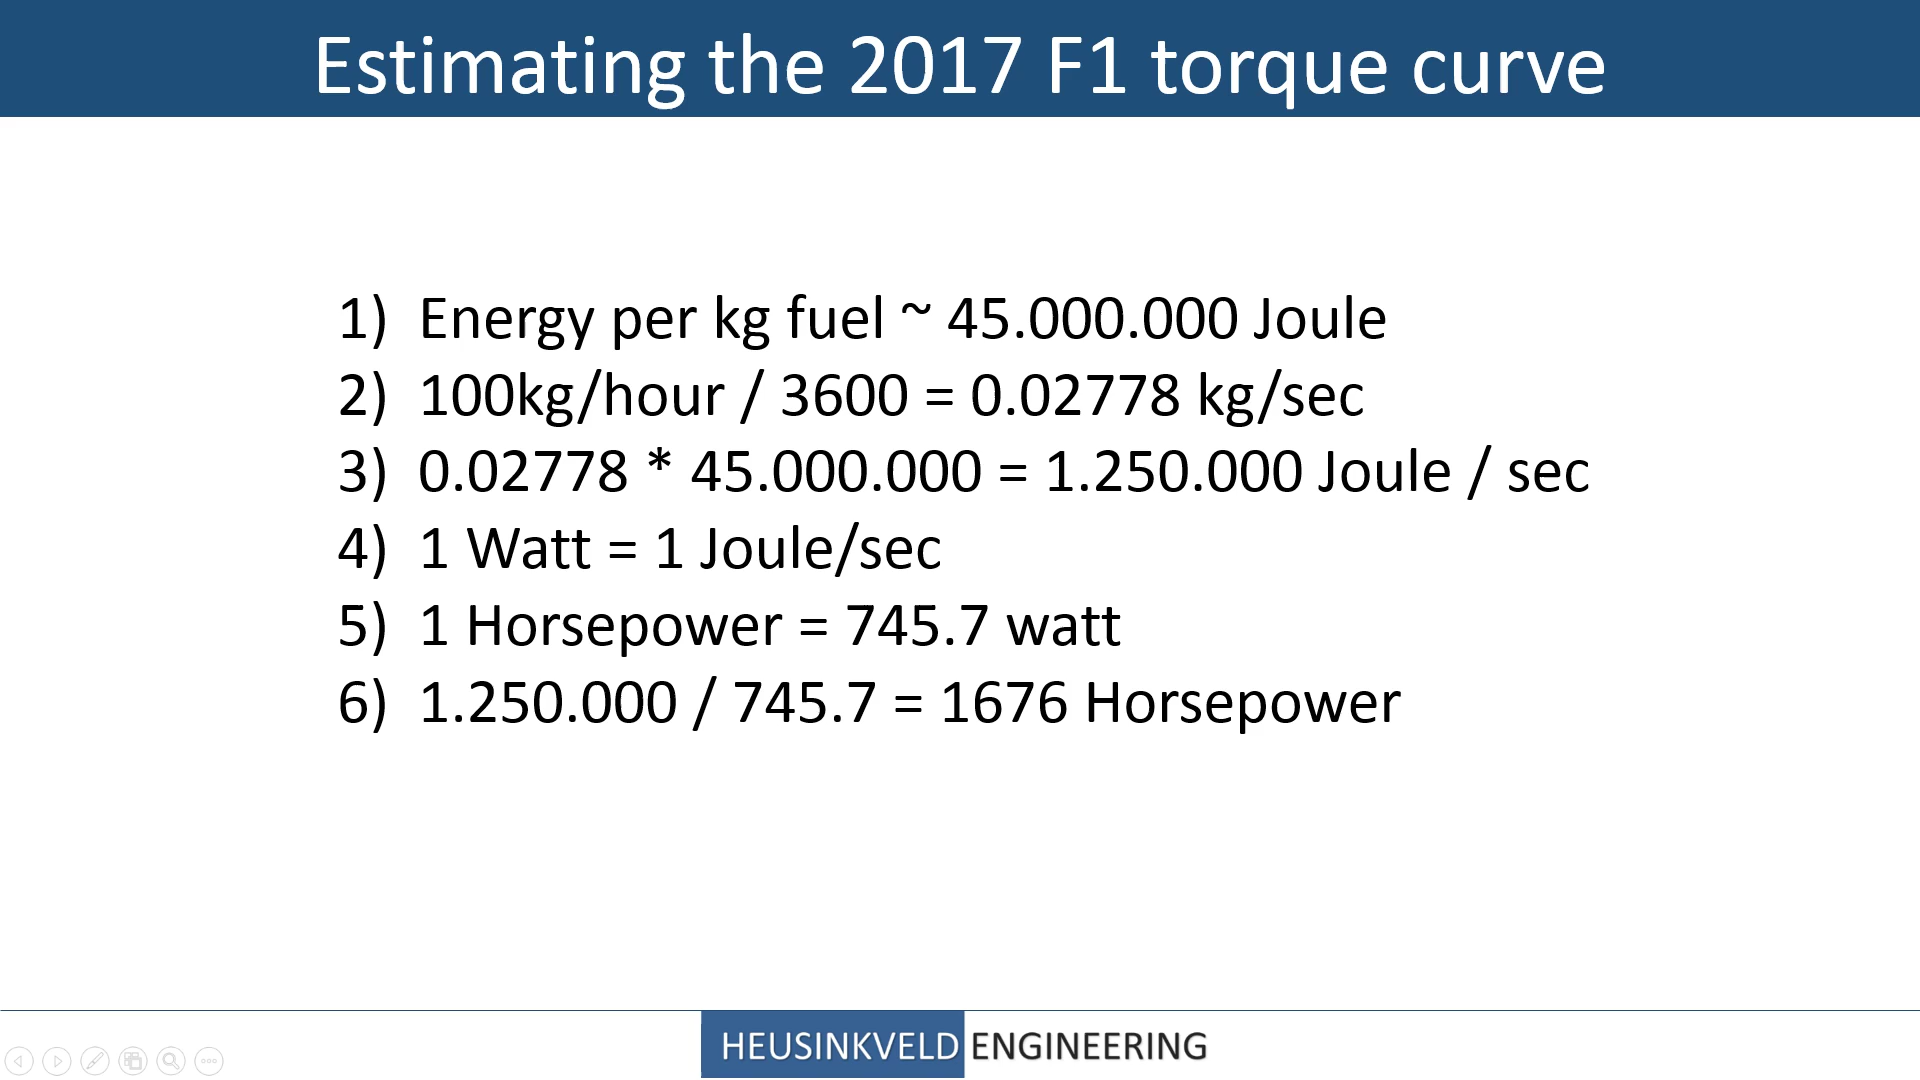 Estimating the 2017 F1 torque curve
1) Energy per kg fuel ~ 45.000.000 Joule
2) 100kg/hour / 3600 = 0.02778 kg/sec
3) 0.02778 * 45.000.000 = 1.250.000 Joule / sec
4) 1 Watt = 1 Joule/sec
5) 1 Horsepower = 745.7 watt
6) 1.250.000 / 745.7 = 1676 Horsepower
HEUSINKVELD ENGINEERING